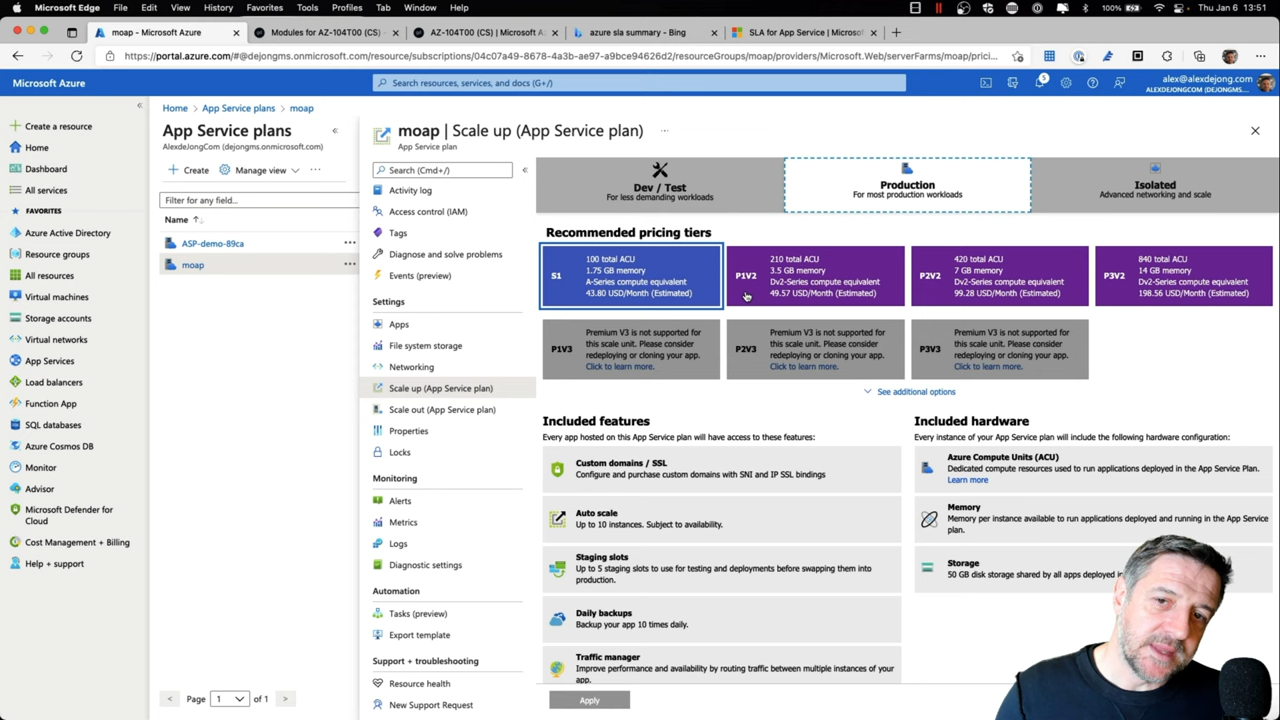 Microsoft Edge File Edit View History Favorites Tools Profiles Tab Window Help
100% Thu Jan 6 13:51
moap - Microsoft Azure
Modules for AZ-104T00 (CS) -
AZ-104T00 (CS) | Microsoft A
azure sla summary - Bing
SLA for App Service | Microsof
https://portal.azure.com/#@dejongms.onmicrosoft.com/resource/subscriptions/04c07a49-8678-4a3b-ae97-a9bce94626d2/resourceGroups/moap/providers/Microsoft.Web/serverFarms/moap/prici...
Microsoft Azure
Search resources, services, and docs (G+/)
5
alex@alexdejong.com
ALEXDEJONGCOM (DEJONGMS....
Create a resource
Home
Dashboard
All services
FAVORITES
Azure Active Directory
Resource groups
All resources
Virtual machines
Storage accounts
Virtual networks
App Services
Load balancers
Function App
SQL databases
Azure Cosmos DB
Monitor
Advisor
Microsoft Defender for
Cloud
Cost Management + Billing
Help + support
Home > App Service plans > moap
App Service plans
AlexdeJongCom (dejongms.onmicrosoft.com)
Create Manage view ...
Filter for any field...
Name
ASP-demo-89ca
moap
Page 1 of 1
moap | Scale up (App Service plan) ...
App Service plan
Search (Cmd+/)
Activity log
Access control (IAM)
Tags
Diagnose and solve problems
Events (preview)
Settings
Apps
File system storage
Networking
Scale up (App Service plan)
Scale out (App Service plan)
Properties
Locks
Monitoring
Alerts
Metrics
Logs
Diagnostic settings
Automation
Tasks (preview)
Export template
Support + troubleshooting
Resource health
New Support Request
Dev / Test
For less demanding workloads
Production
For most production workloads
Isolated
Advanced networking and scale
Recommended pricing tiers
S1
100 total ACU
1.75 GB memory
A-Series compute equivalent
43.80 USD/Month (Estimated)
P1V2
210 total ACU
3.5 GB memory
Dv2-Series compute equivalent
49.57 USD/Month (Estimated)
P2V2
420 total ACU
7 GB memory
Dv2-Series compute equivalent
99.28 USD/Month (Estimated)
P3V2
840 total ACU
14 GB memory
Dv2-Series compute equivalent
198.56 USD/Month (Estimated)
P1V3
Premium V3 is not supported for
this scale unit. Please consider
redeploying or cloning your app.
Click to learn more.
P2V3
Premium V3 is not supported for
this scale unit. Please consider
redeploying or cloning your app.
Click to learn more.
P3V3
Premium V3 is not supported for
this scale unit. Please consider
redeploying or cloning your app.
Click to learn more.
See additional options
Included features
Every app hosted on this App Service plan will have access to these features:
Custom domains / SSL
Configure and purchase custom domains with SNI and IP SSL bindings
Auto scale
Up to 10 instances. Subject to availability.
Staging slots
Up to 5 staging slots to use for testing and deployments before swapping them into
production.
Daily backups
Backup your app 10 times daily.
Traffic manager
Improve performance and availability by routing traffic between multiple instances of your
app.
Included hardware
Every instance of your App Service plan will include the following hardware configuration:
Azure Compute Units (ACU)
Dedicated compute resources used to run applications deployed in the App Service Plan.
Learn more
Memory
Memory per instance available to run applications deployed and running in the App Service
plan.
Storage
50 GB disk storage shared by all apps deployed
Apply